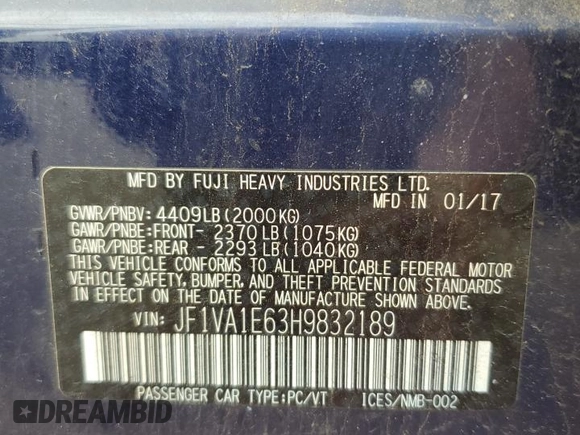 MFD BY FUJI HEAVY INDUSTRIES LTD.
MFD IN 01/17
GVWR/PNBV: 4409LB(2000KG)
GAWR/PNBE:FRONT- 2370LB(1075KG)
GAWR/PNBE:REAR - 2293LB(1040KG)
THIS VEHICLE CONFORMS TO ALL APPLICABLE FEDERAL MOTOR
VEHICLE SAFETY, BUMPER, AND THEFT PREVENTION STANDARDS
IN EFFECT ON THE DATE OF MANUFACTURE SHOWN ABOVE.
VIN: JF1VA1E63H9832189
PASSENGER CAR TYPE:PC/VT ICES/NMB-002
DREAMBID